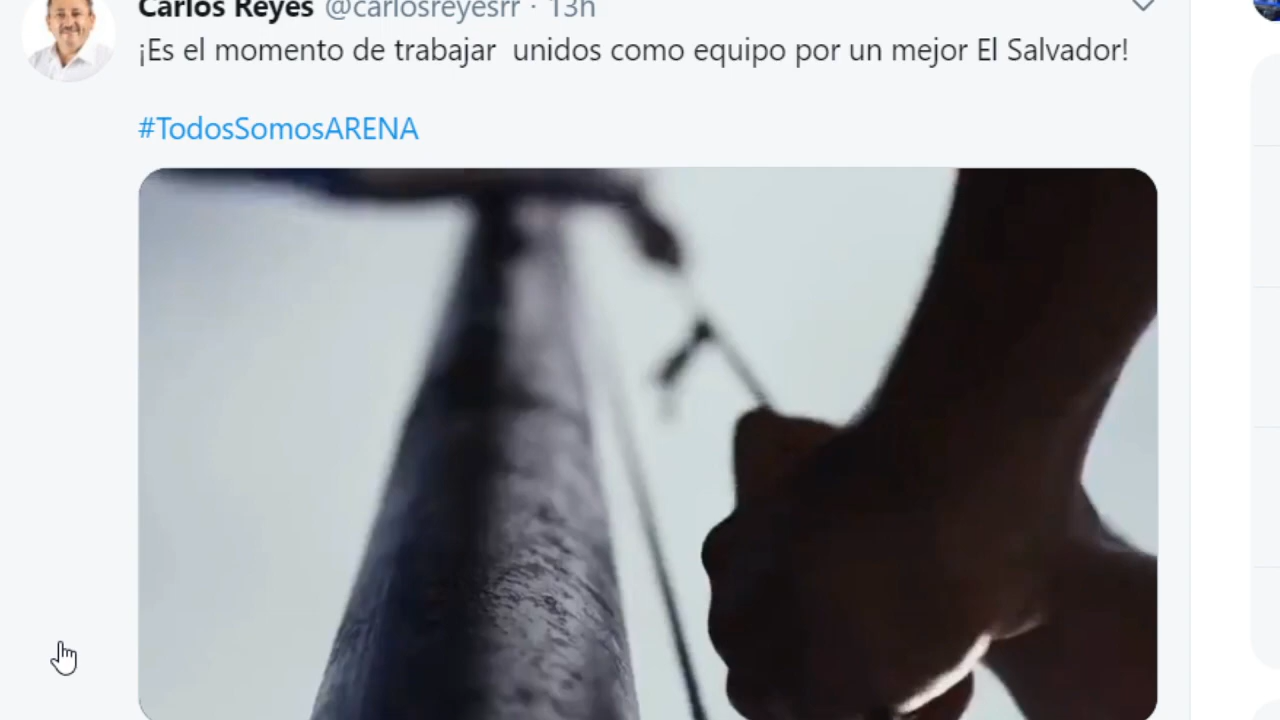 Carlos Reyes @carlosreyesrr · 13h
¡Es el momento de trabajar unidos como equipo por un mejor El Salvador!
#TodosSomosARENA